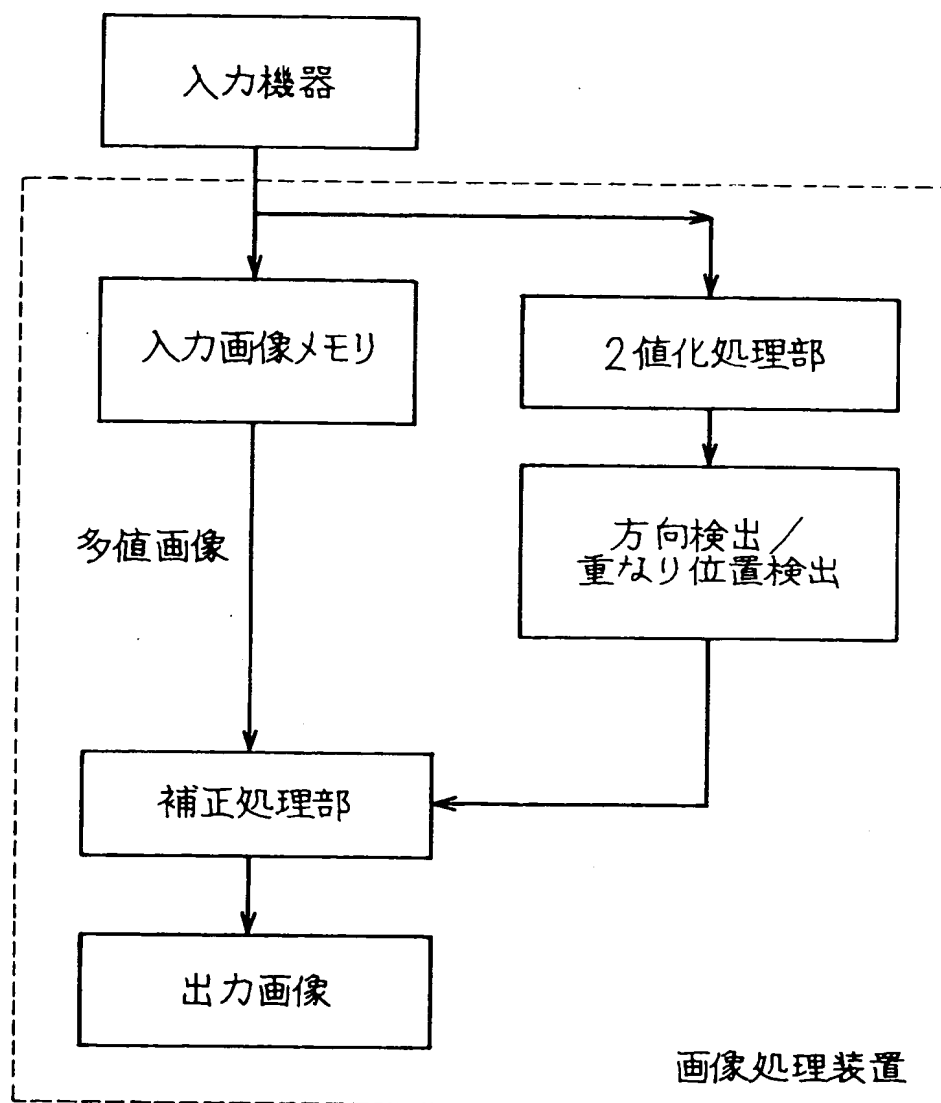 入力機器
入力画像メモリ
2値化処理部
多値画像
方向検出/
重なり位置検出
補正処理部
出力画像
画像処理装置